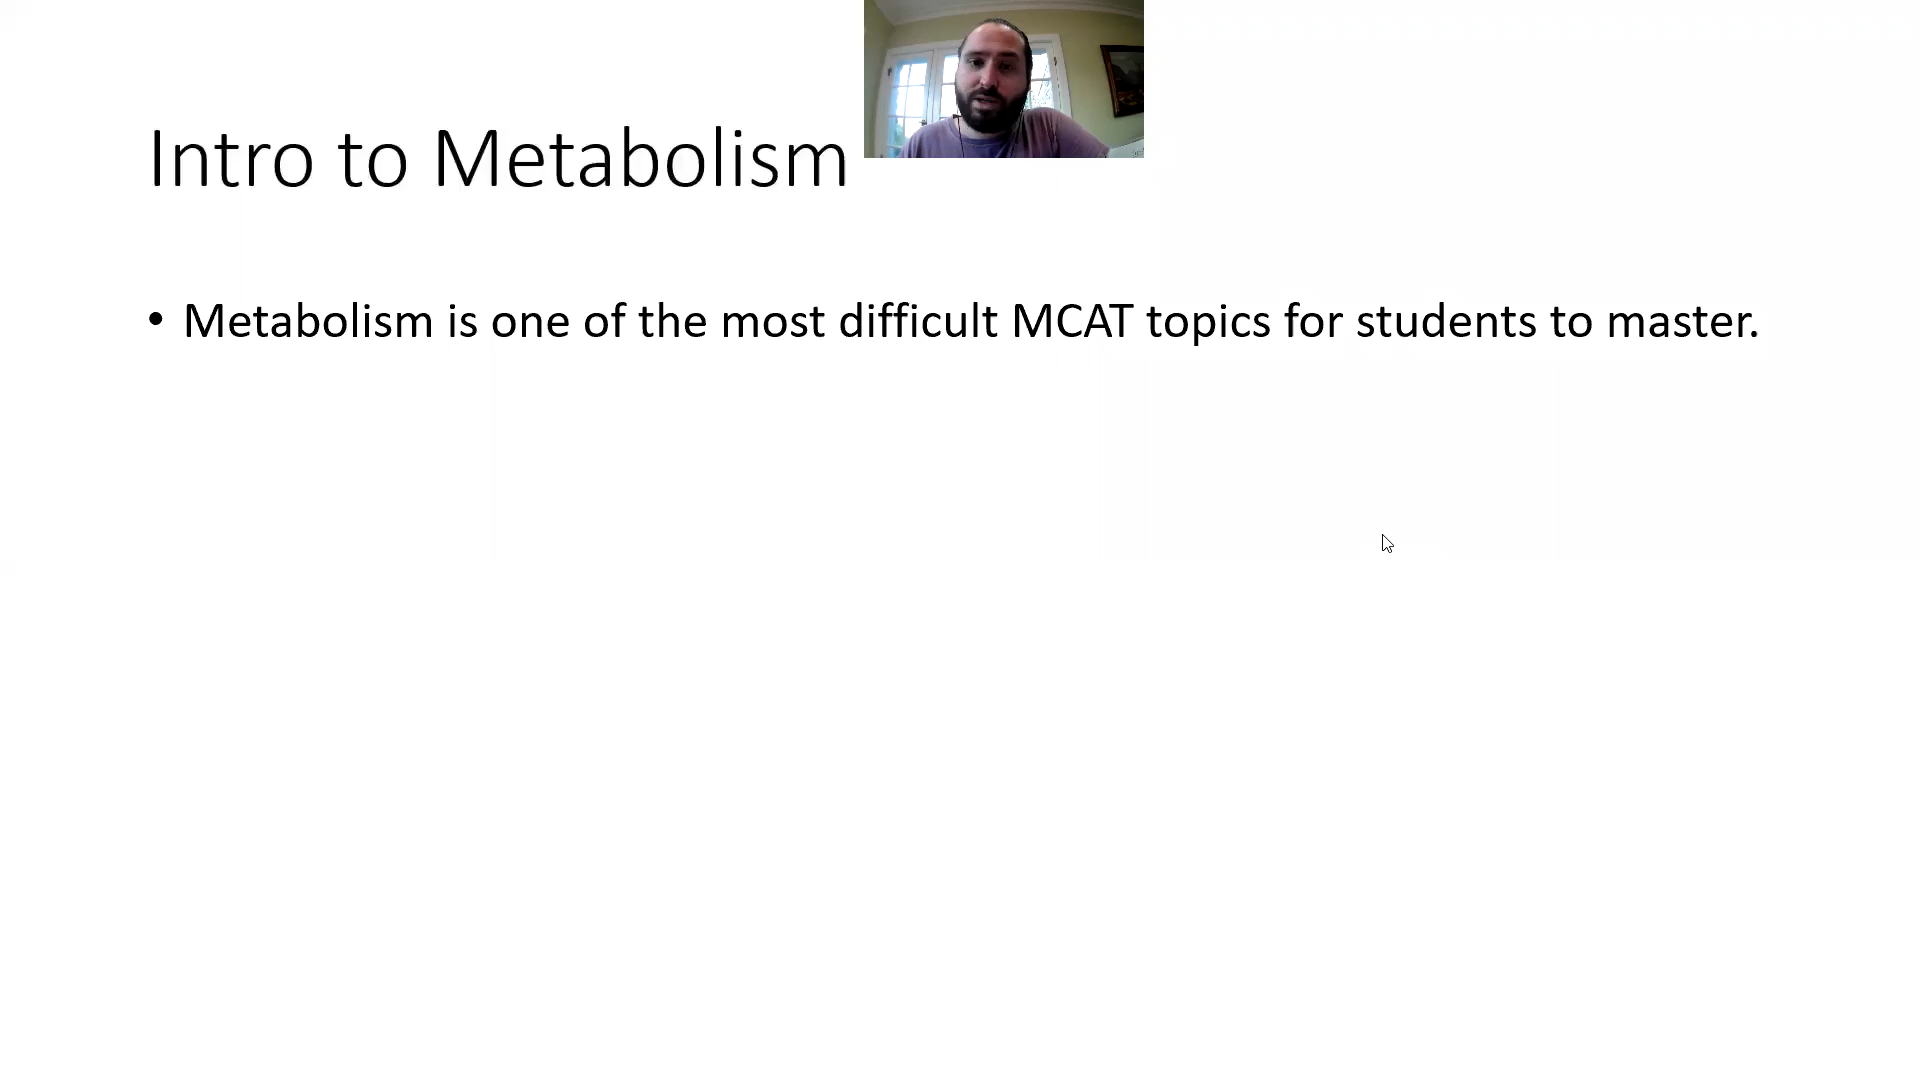 Intro to Metabolism
• Metabolism is one of the most difficult MCAT topics for students to master.